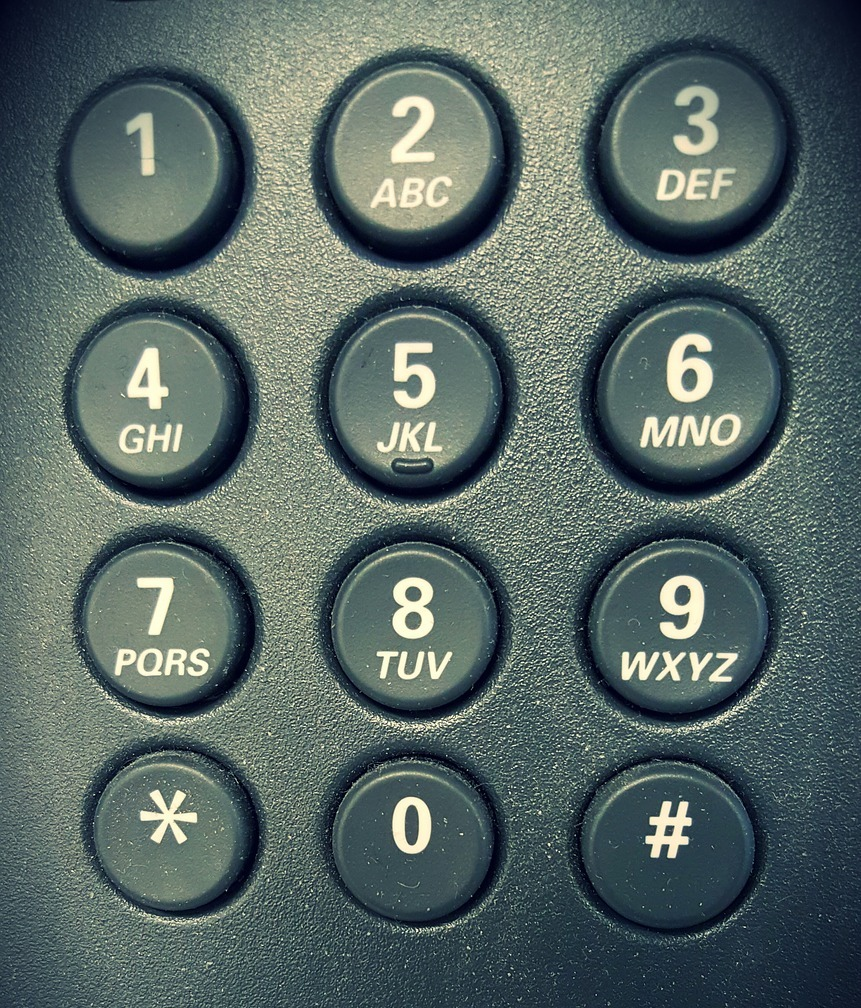 1 2 3
ABC DEF
4 5 6
GHI JKL MNO
7 8 9
PQRS TUV WXYZ
* 0 #